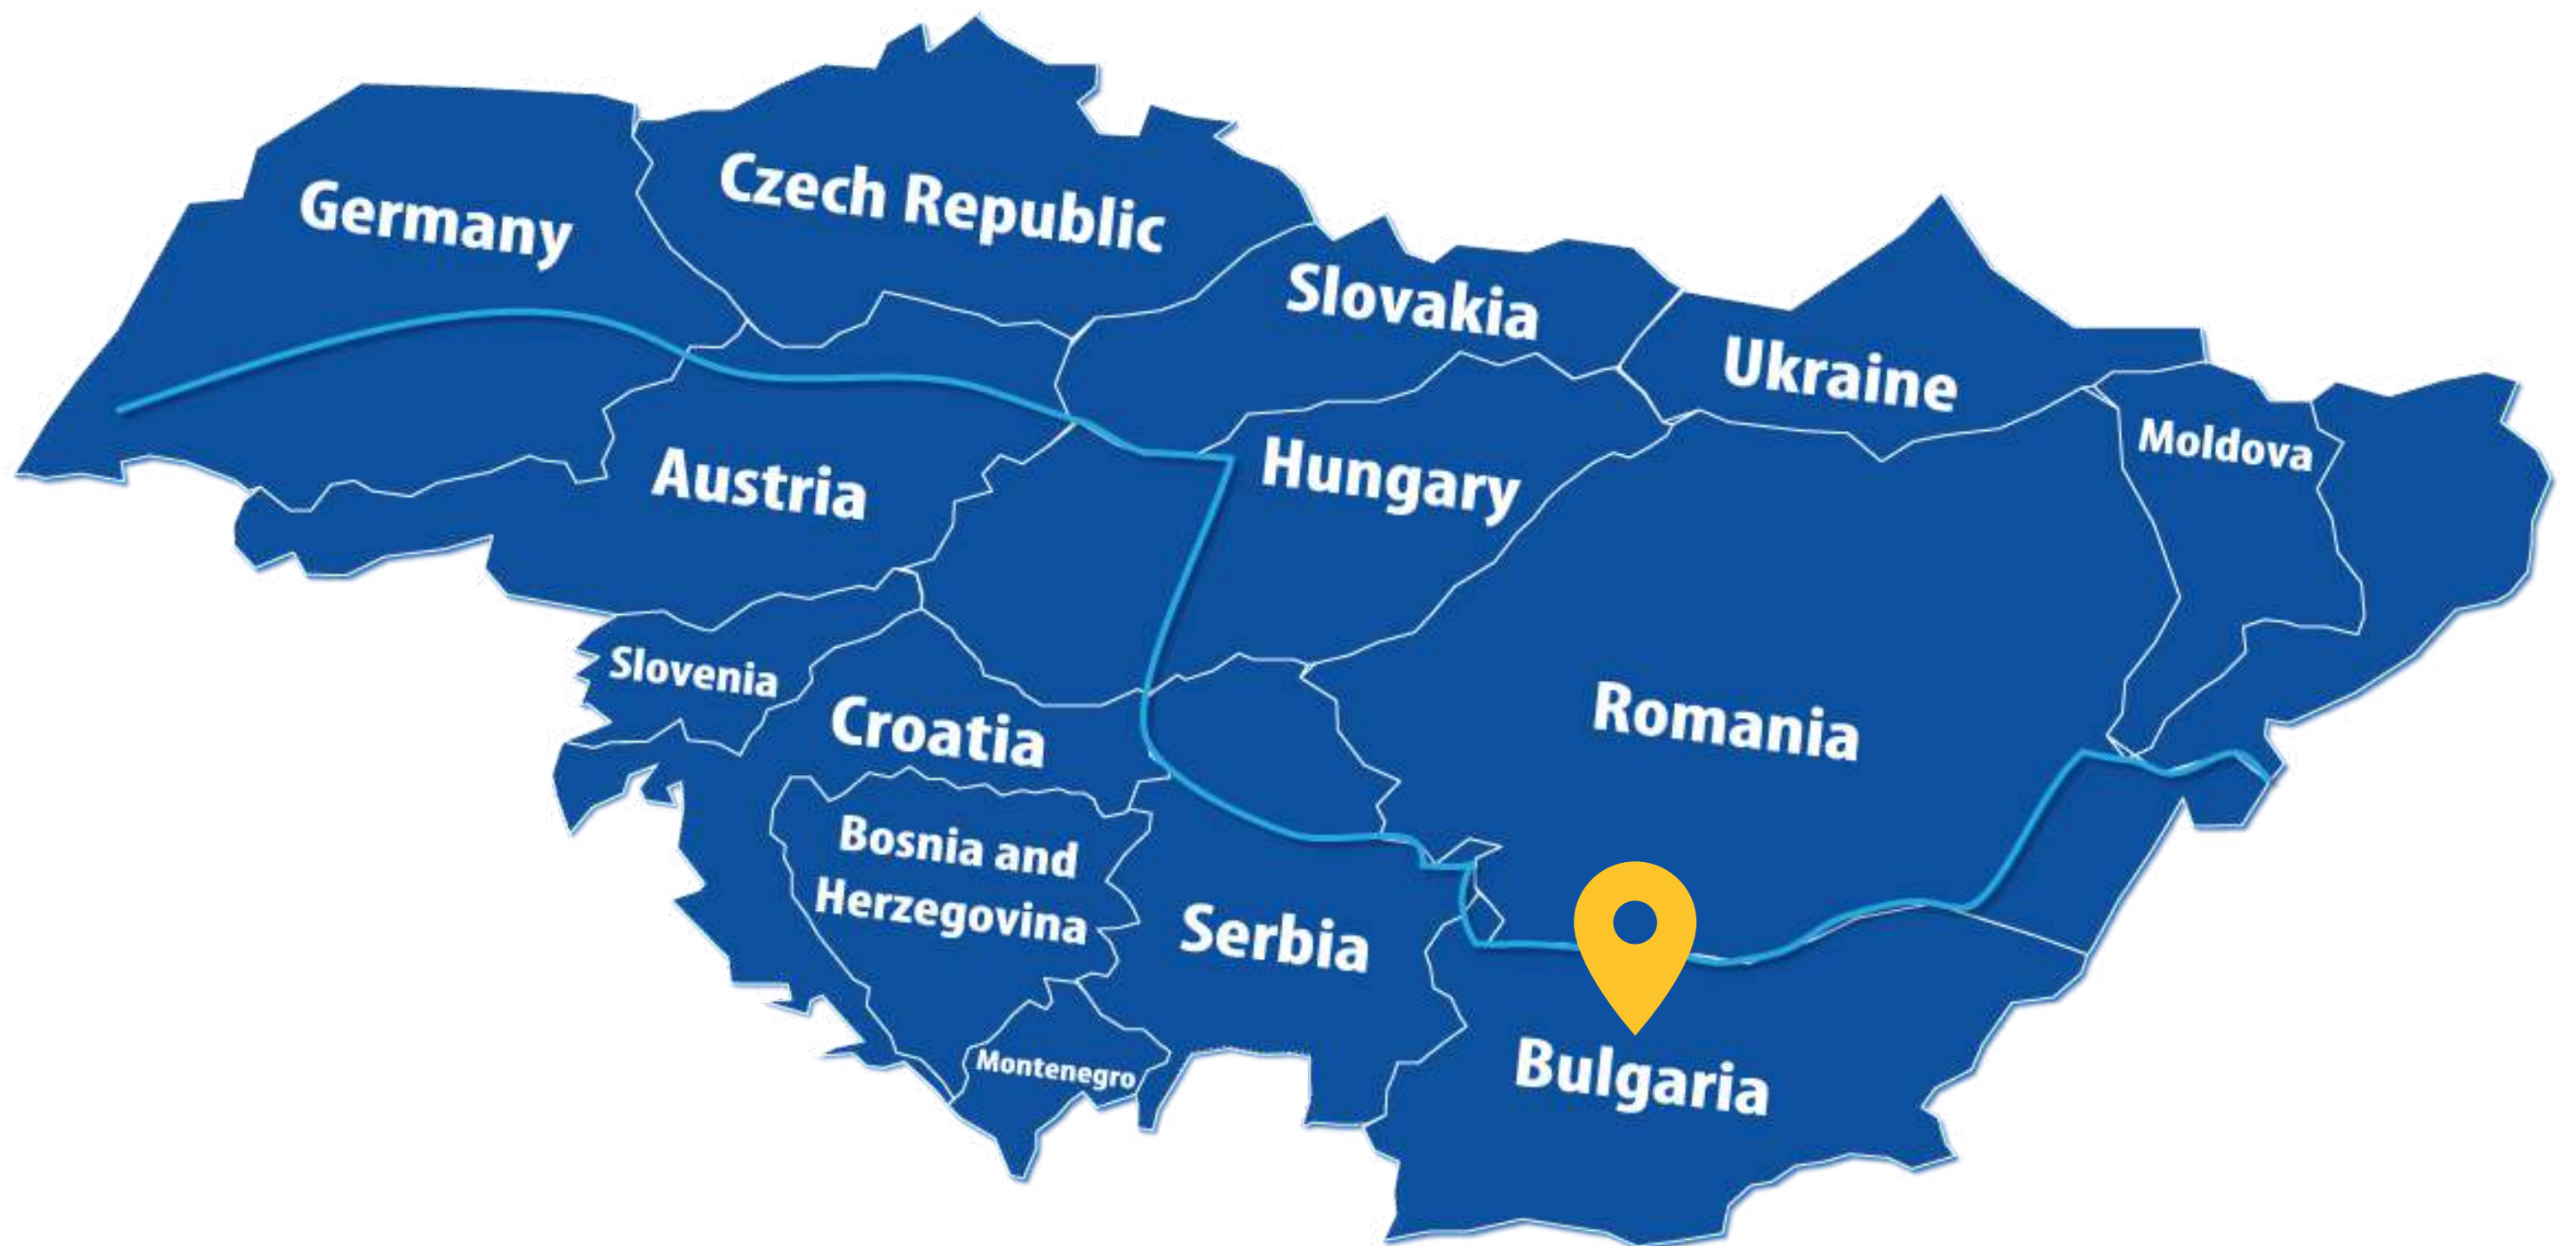 Germany
Czech Republic
Slovakia
Ukraine
Moldova
Austria
Hungary
Slovenia
Croatia
Romania
Bosnia and
Herzegovina
Serbia
Montenegro
Bulgaria